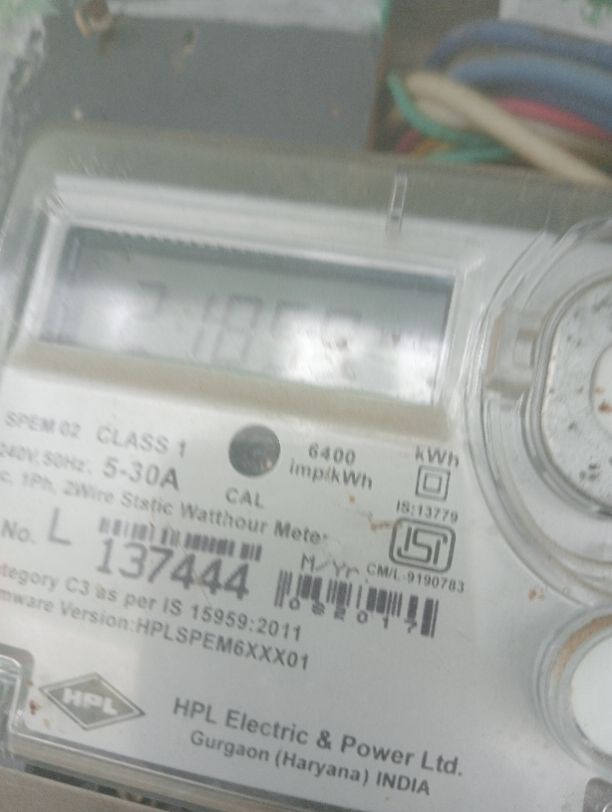 SPEM 02 CLASS 1
240V, 50Hz. 5-30A
6400
imp/kWh
CAL
kWh
1Ph, 2Wire Static Watthour Meter
IS:13779
ISI
CM/L-9190783
No. L 137444
M/Yr.
062017
C3 as per IS 15959:2011
Version:HPLSPEM6XXX01
HPL
HPL Electric & Power Ltd.
Gurgaon (Haryana) INDIA